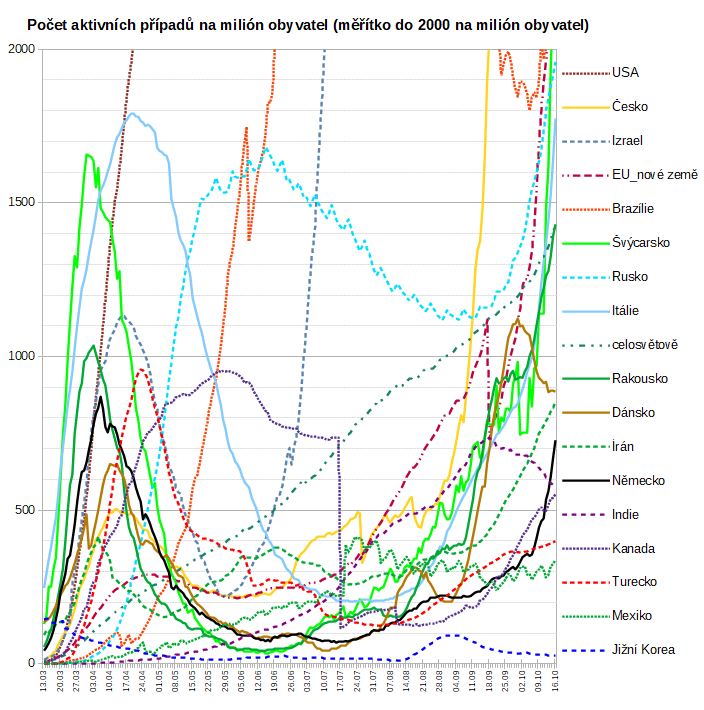 Počet aktivních případů na milión obyvatel (měřítko do 2000 na milión obyvatel)
2000
1500
1000
500
0
13.03
20.03
27.03
03.04
10.04
17.04
24.04
01.05
08.05
15.05
22.05
29.05
05.06
12.06
19.06
26.06
03.07
10.07
17.07
24.07
31.07
07.08
14.08
21.08
28.08
04.09
11.09
18.09
25.09
02.10
09.10
16.10
USA
Česko
Izrael
EU_nové země
Brazílie
Švýcarsko
Rusko
Itálie
celosvětově
Rakousko
Dánsko
Írán
Německo
Indie
Kanada
Turecko
Mexiko
Jižní Korea